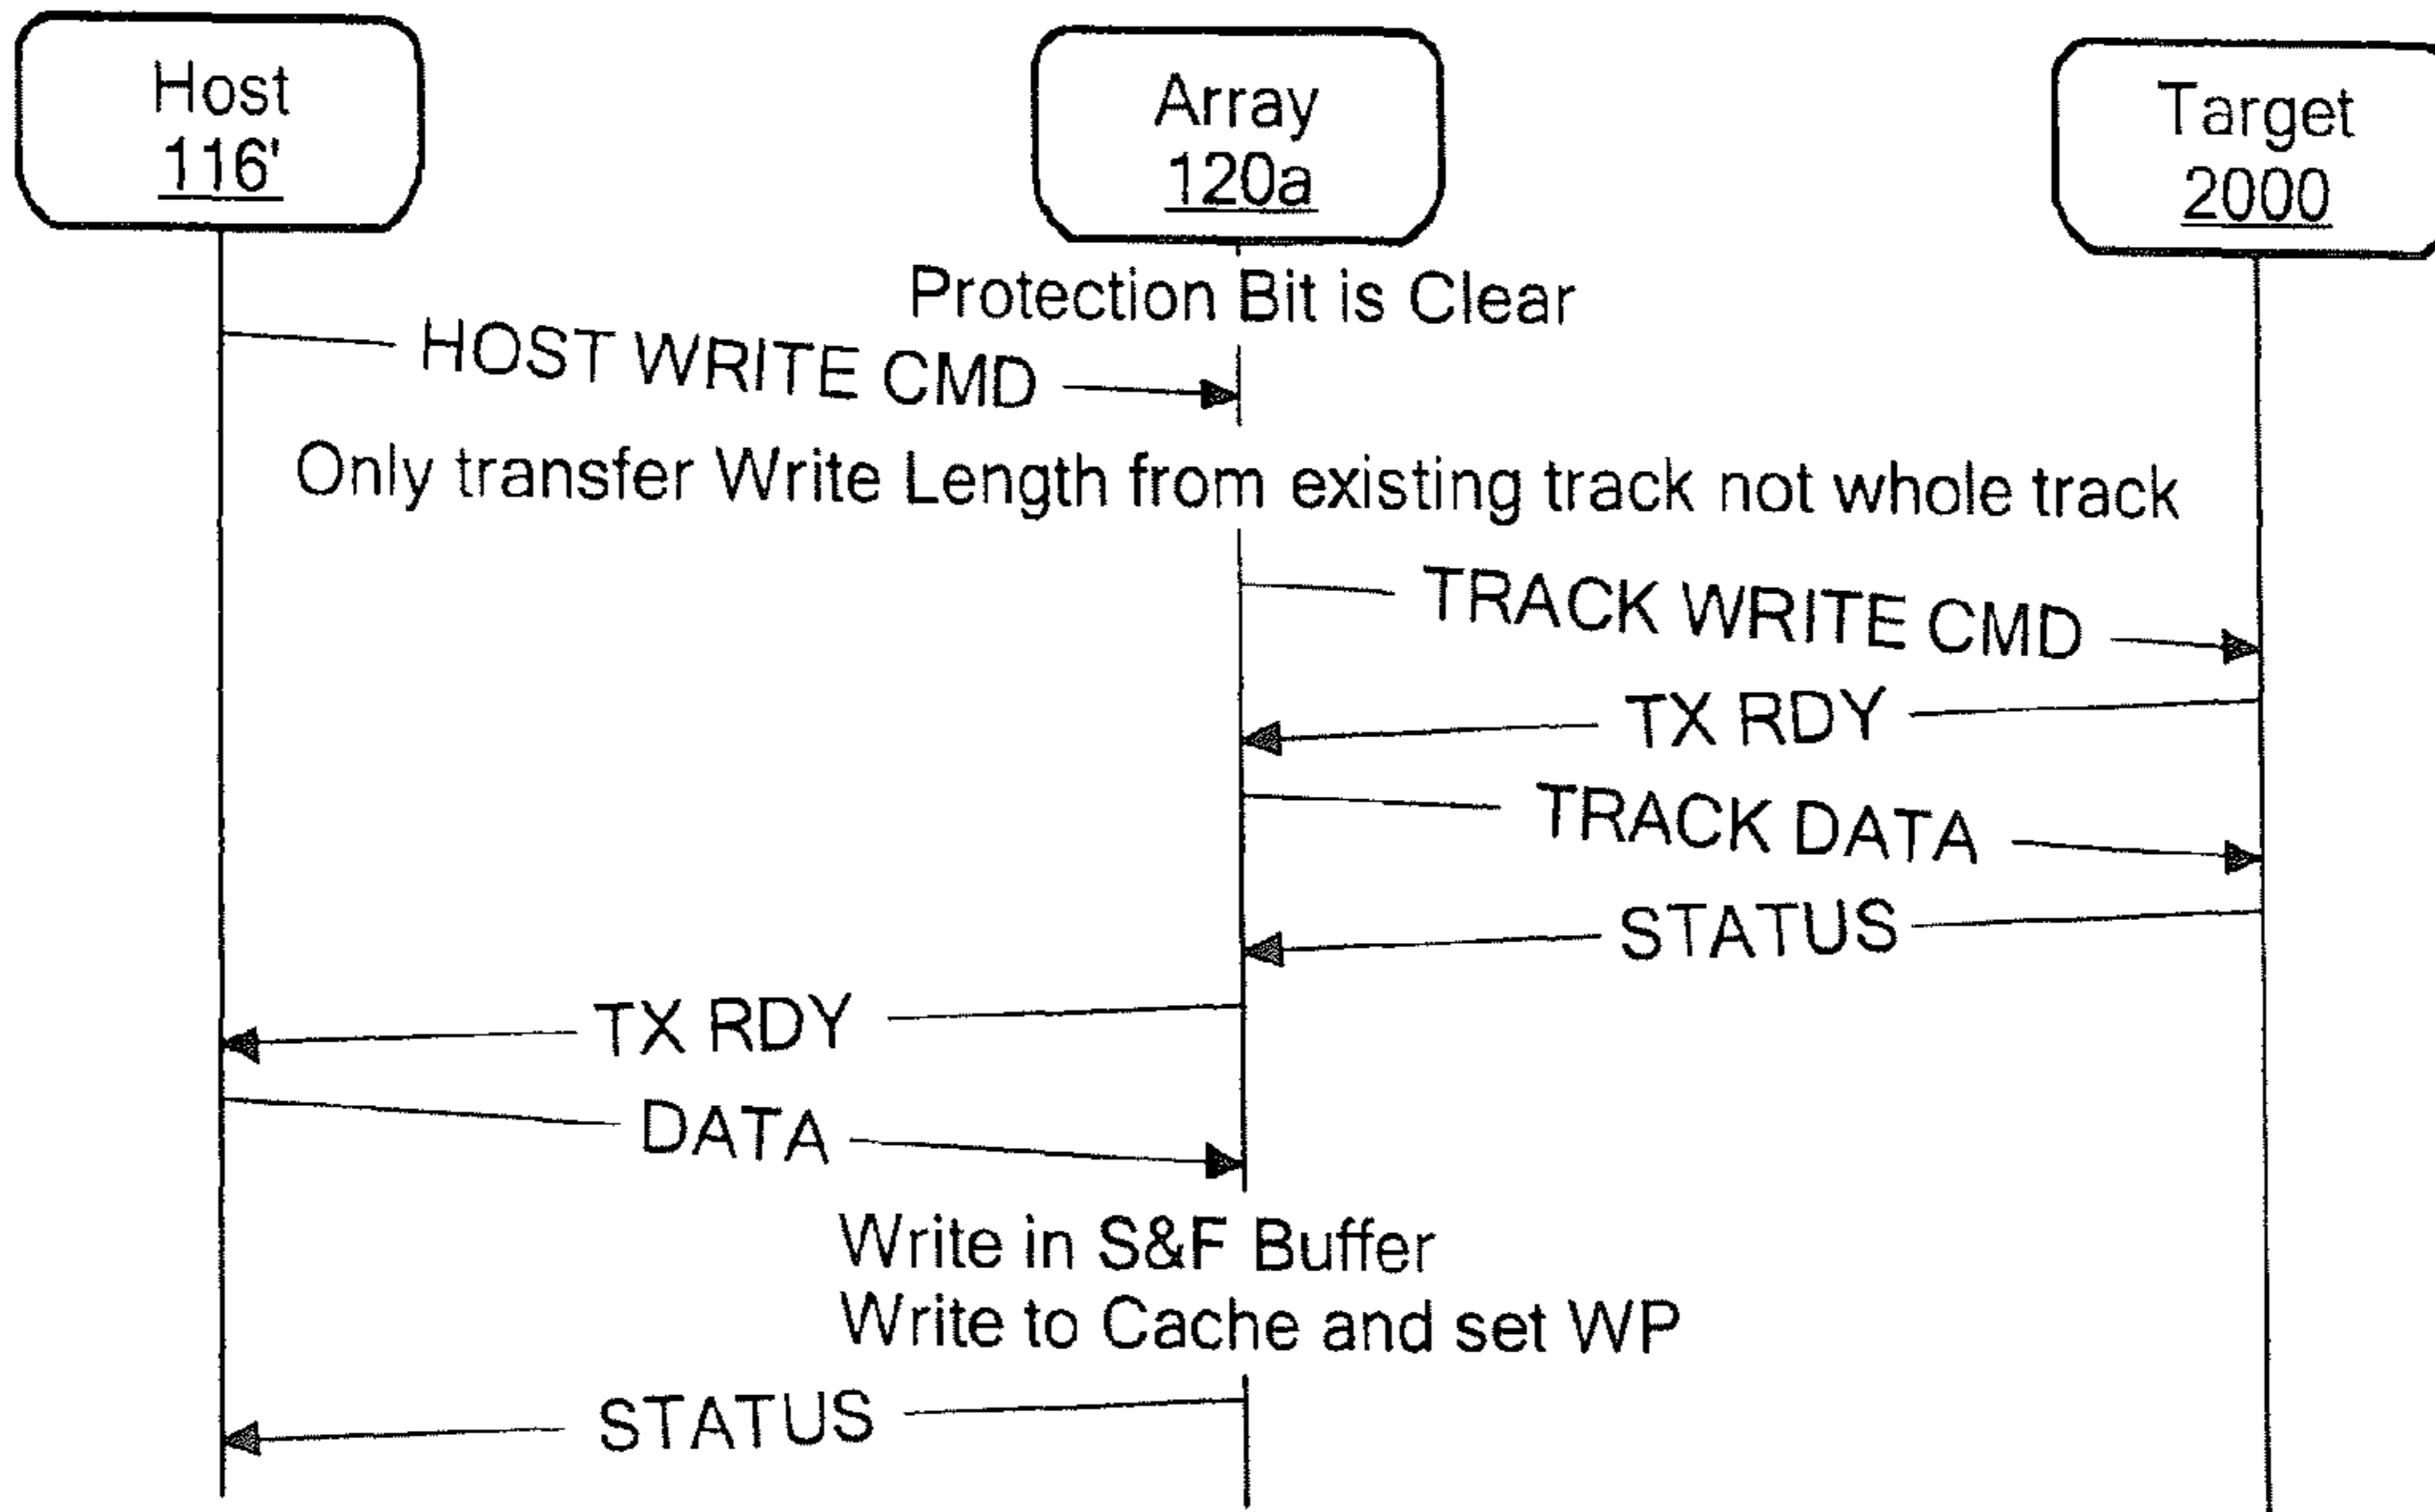 Host
116'
Array
120a
Target
2000
Protection Bit is Clear
HOST WRITE CMD
Only transfer Write Length from existing track not whole track
TRACK WRITE CMD
TX RDY
TRACK DATA
STATUS
TX RDY
DATA
Write in S&F Buffer
Write to Cache and set WP
STATUS